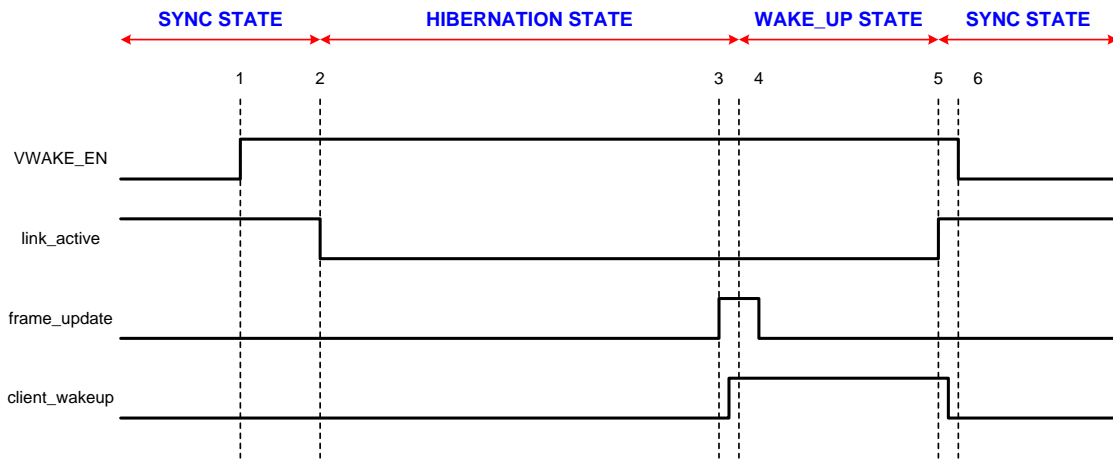 SYNC STATE HIBERNATION STATE WAKE_UP STATE SYNC STATE
1 2 3 4 5 6
VWAKE_EN
link_active
frame_update
client_wakeup